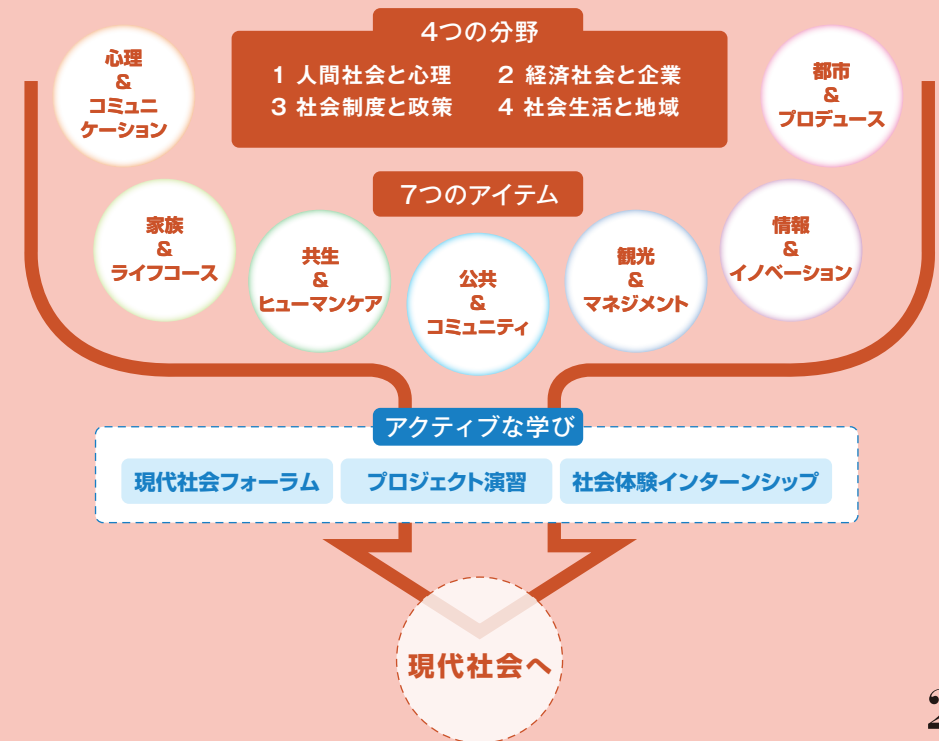 4つの分野
1 人間社会と心理 2 経済社会と企業
3 社会制度と政策 4 社会生活と地域
心理
&
コミュニ
ケーション
都市
&
プロデュース
7つのアイテム
家族
&
ライフコース
共生
&
ヒューマンケア
公共
&
コミュニティ
観光
&
マネジメント
情報
&
イノベーション
アクティブな学び
現代社会フォーラム
プロジェクト演習
社会体験インターンシップ
現代社会へ